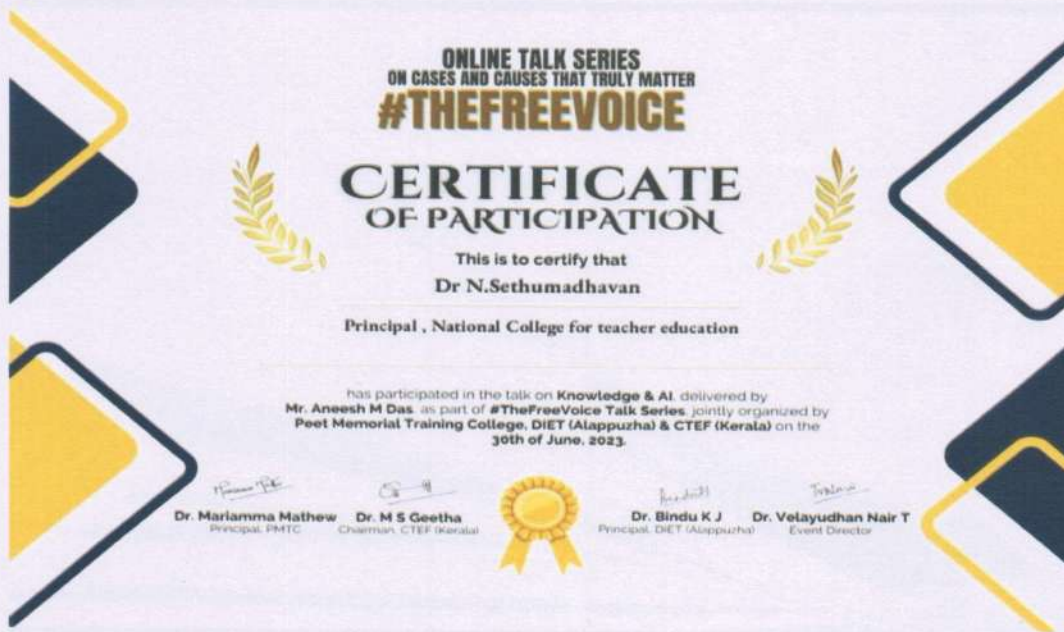 ONLINE TALK SERIES
ON CASES AND CAUSES THAT TRULY MATTER
#THEFREEVOICE
CERTIFICATE
OF PARTICIPATION
This is to certify that
Dr N.Sethumadhavan
Principal , National College for teacher education
has participated in the talk on Knowledge & AI, delivered by
Mr. Aneesh M Das, as part of #TheFreeVoice Talk Series, jointly organized by
Peet Memorial Training College, DIET (Alappuzha) & CTEF (Kerala) on the
30th of June, 2023.
Dr. Mariamma Mathew
Principal, PMTC
Dr. M S Geetha
Chairman, CTEF (Kerala)
Dr. Bindu K J
Principal, DIET (Alappuzha)
Dr. Velayudhan Nair T
Event Director